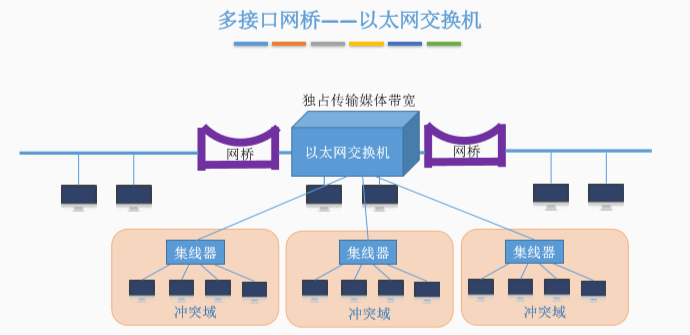 多接口网桥——以太网交换机
独占传输媒体带宽
网桥
以太网交换机
网桥
集线器
集线器
集线器
冲突域
冲突域
冲突域